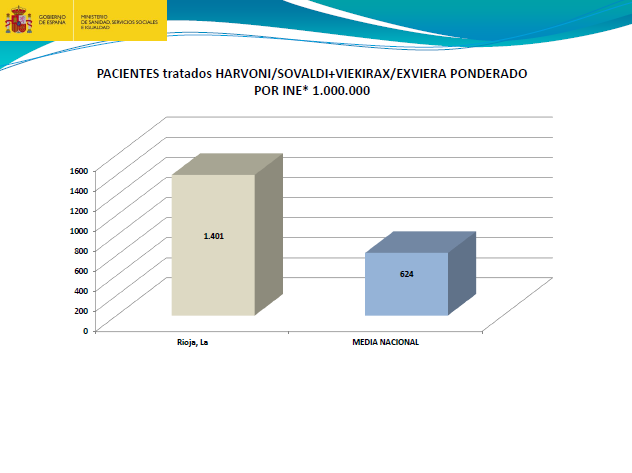 GOBIERNO
DE ESPAÑA
MINISTERIO
DE SANIDAD, SERVICIOS SOCIALES
E IGUALDAD
PACIENTES tratados HARVONI/SOVALDI+VIEKIRAX/EXVIERA PONDERADO
POR INE* 1.000.000
1600
1400
1200
1000
800
600
400
200
0
1.401
624
Rioja, La
MEDIA NACIONAL